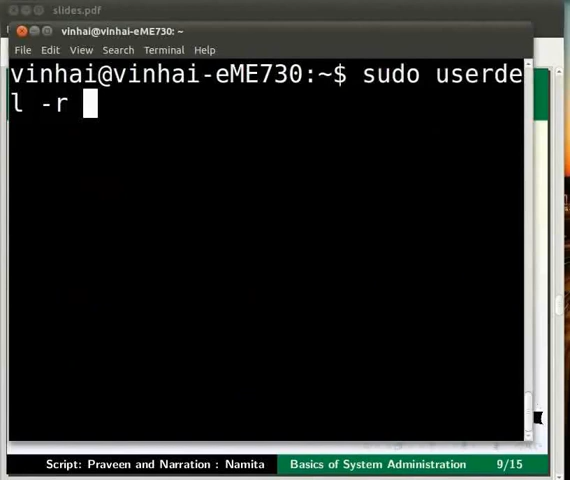 slides.pdf
vinhai@vinhai-eME730: ~
File Edit View Search Terminal Help
vinhai@vinhai-eME730:~$ sudo userde
l -r
Script: Praveen and Narration : Namita Basics of System Administration 9/15